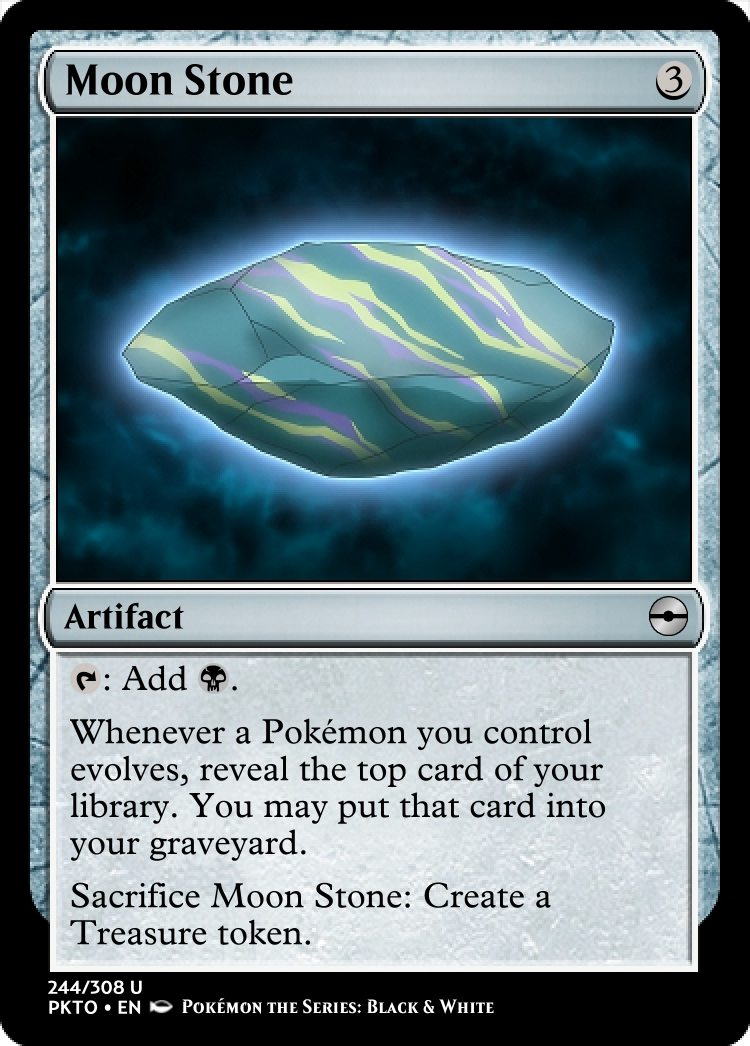 Moon Stone 3
Artifact
: Add .
Whenever a Pokémon you control
evolves, reveal the top card of your
library. You may put that card into
your graveyard.
Sacrifice Moon Stone: Create a
Treasure token.
244/308 U
PKTO • EN Pokémon the Series: Black & White